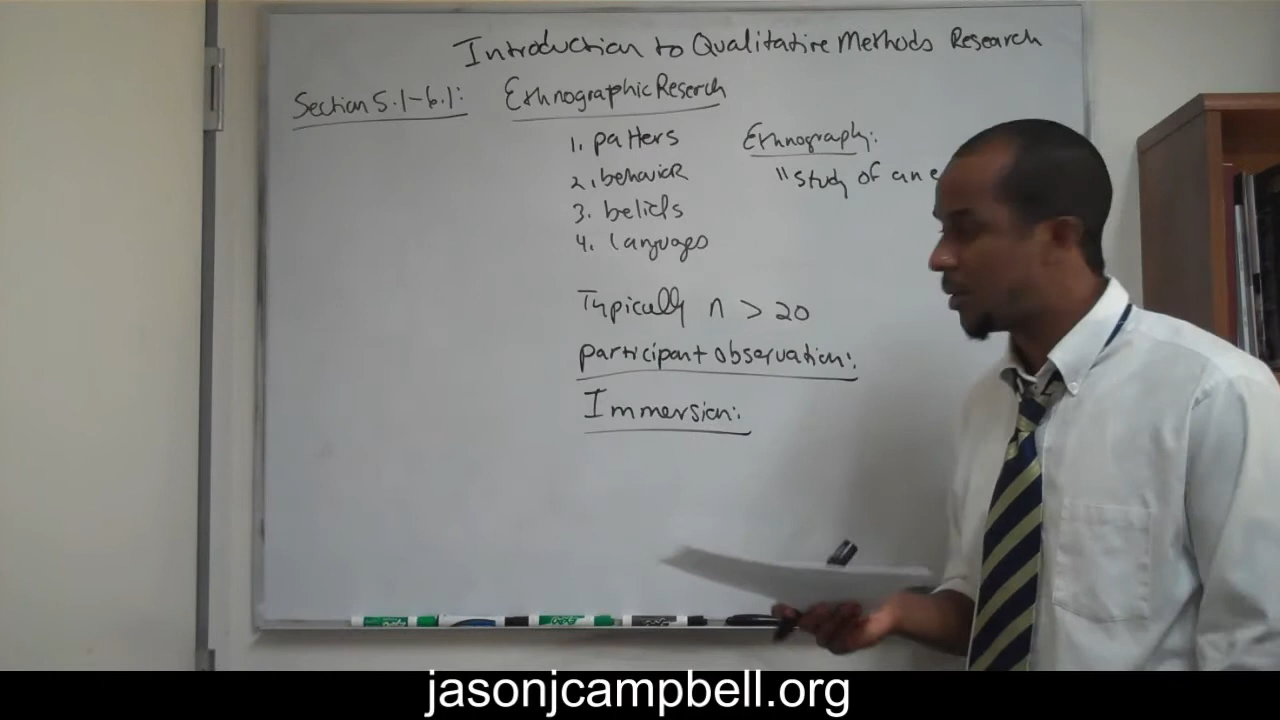 Introduction to Qualitative Methods Research
Section 5.1-6.1: Ethnographic Reserch
1. patters
2. behavior
3. beliefs
4. languages
Ethnography:
"Study of an e
Typically n > 20
participant observation:
Immersion:
jasonjcampbell.org